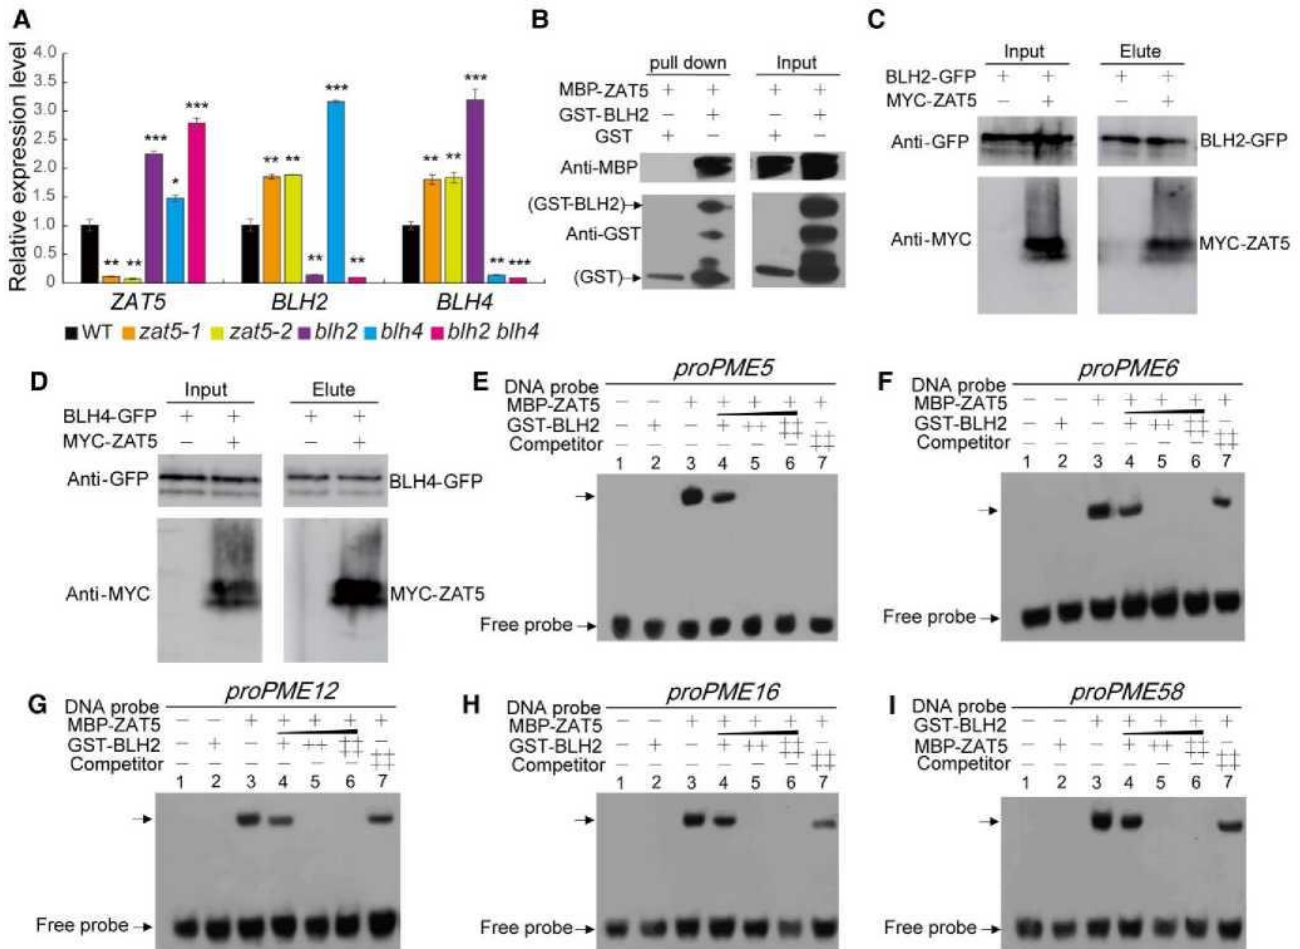 A
Relative expression level
4.0
3.5
3.0
2.5
2.0
1.5
1.0
0.5
0
** ** *** * ***
** ** ** *** **
** ** *** ** ***
ZAT5 BLH2 BLH4
WT zat5-1 zat5-2 blh2 blh4 blh2 blh4
B
pull down Input
MBP-ZAT5 + + + +
GST-BLH2 − + − +
GST + − + −
Anti-MBP
(GST-BLH2)
Anti-GST
(GST)
C
Input Elute
BLH2-GFP + + + +
MYC-ZAT5 − + − +
Anti-GFP BLH2-GFP
Anti-MYC MYC-ZAT5
D
Input Elute
BLH4-GFP + + + +
MYC-ZAT5 − + − +
Anti-GFP BLH4-GFP
Anti-MYC MYC-ZAT5
E
proPME5
DNA probe
MBP-ZAT5 − − + + + + +
GST-BLH2 − + − + ++ ++++ −
Competitor − − − − − − ++++
1 2 3 4 5 6 7
Free probe
F
proPME6
DNA probe
MBP-ZAT5 − − + + + + +
GST-BLH2 − + − + ++ ++++ −
Competitor − − − − − − ++++
1 2 3 4 5 6 7
Free probe
G
proPME12
DNA probe
MBP-ZAT5 − − + + + + +
GST-BLH2 − + − + ++ ++++ −
Competitor − − − − − − ++++
1 2 3 4 5 6 7
Free probe
H
proPME16
DNA probe
MBP-ZAT5 − − + + + + +
GST-BLH2 − + − + ++ ++++ −
Competitor − − − − − − ++++
1 2 3 4 5 6 7
Free probe
I
proPME58
DNA probe
GST-BLH2 − − + + + + +
MBP-ZAT5 − + − + ++ ++++ −
Competitor − − − − − − ++++
1 2 3 4 5 6 7
Free probe